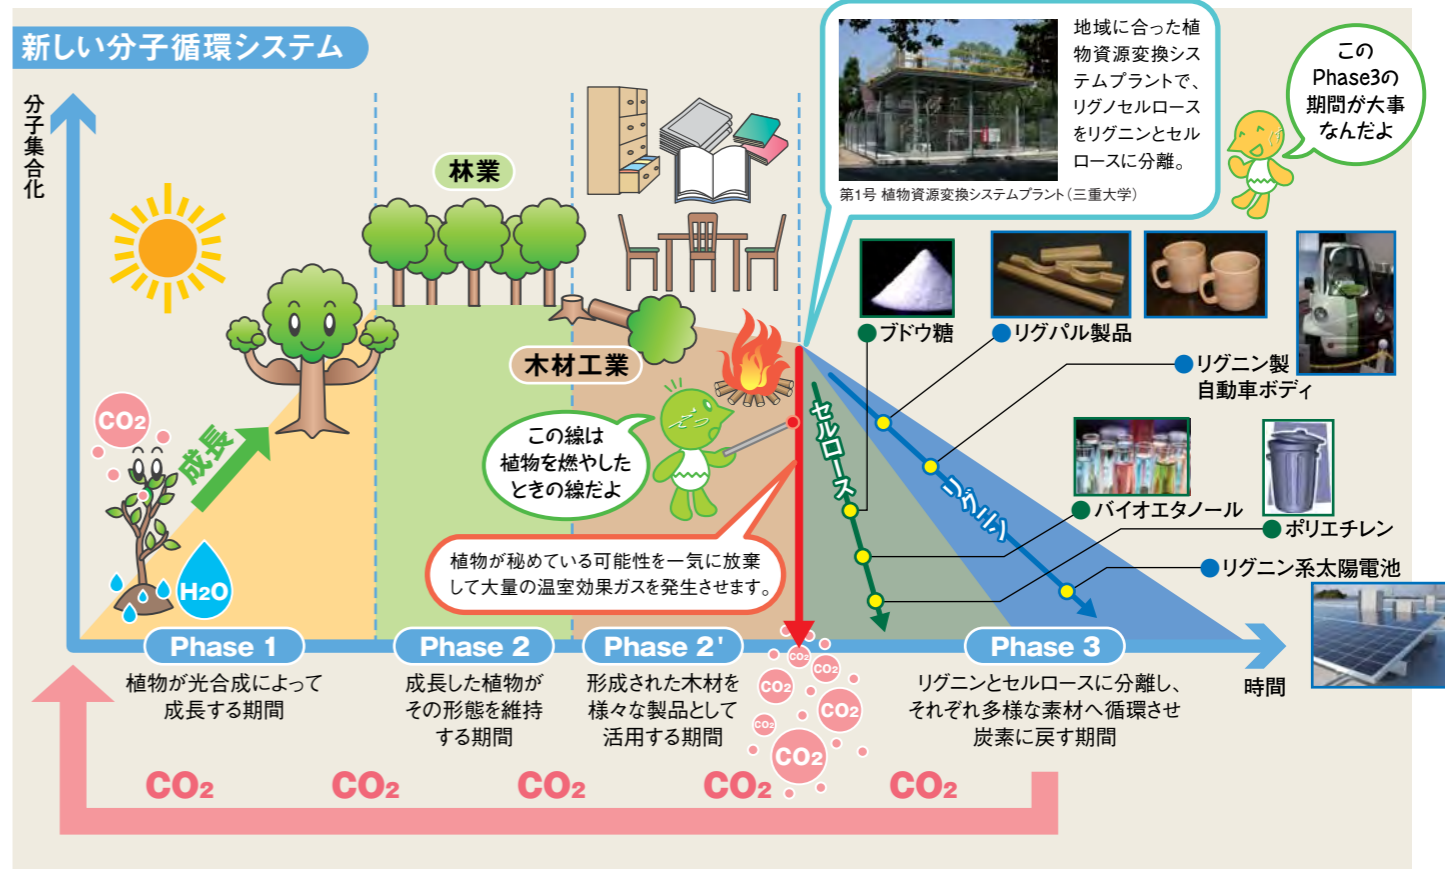 新しい分子循環システム
分子集合化
地域に合った植
物資源変換シス
テムプラントで、
リグノセルロース
をリグニンとセル
ロースに分離。
第1号 植物資源変換システムプラント（三重大学）
この
Phase3の
期間が大事
なんだよ
林業
木材工業
CO2
成長
H2O
この線は
植物を燃やした
ときの線だよ
植物が秘めている可能性を一気に放棄
して大量の温室効果ガスを発生させます。
セルロース
リグニン
ブドウ糖
リグパル製品
リグニン製
自動車ボディ
バイオエタノール
ポリエチレン
リグニン系太陽電池
Phase 1
植物が光合成によって
成長する期間
Phase 2
成長した植物が
その形態を維持
する期間
Phase 2'
形成された木材を
様々な製品として
活用する期間
Phase 3
リグニンとセルロースに分離し、
それぞれ多様な素材へ循環させ
炭素に戻す期間
時間
CO2
CO2
CO2
CO2
CO2
CO2
CO2 CO2 CO2 CO2 CO2